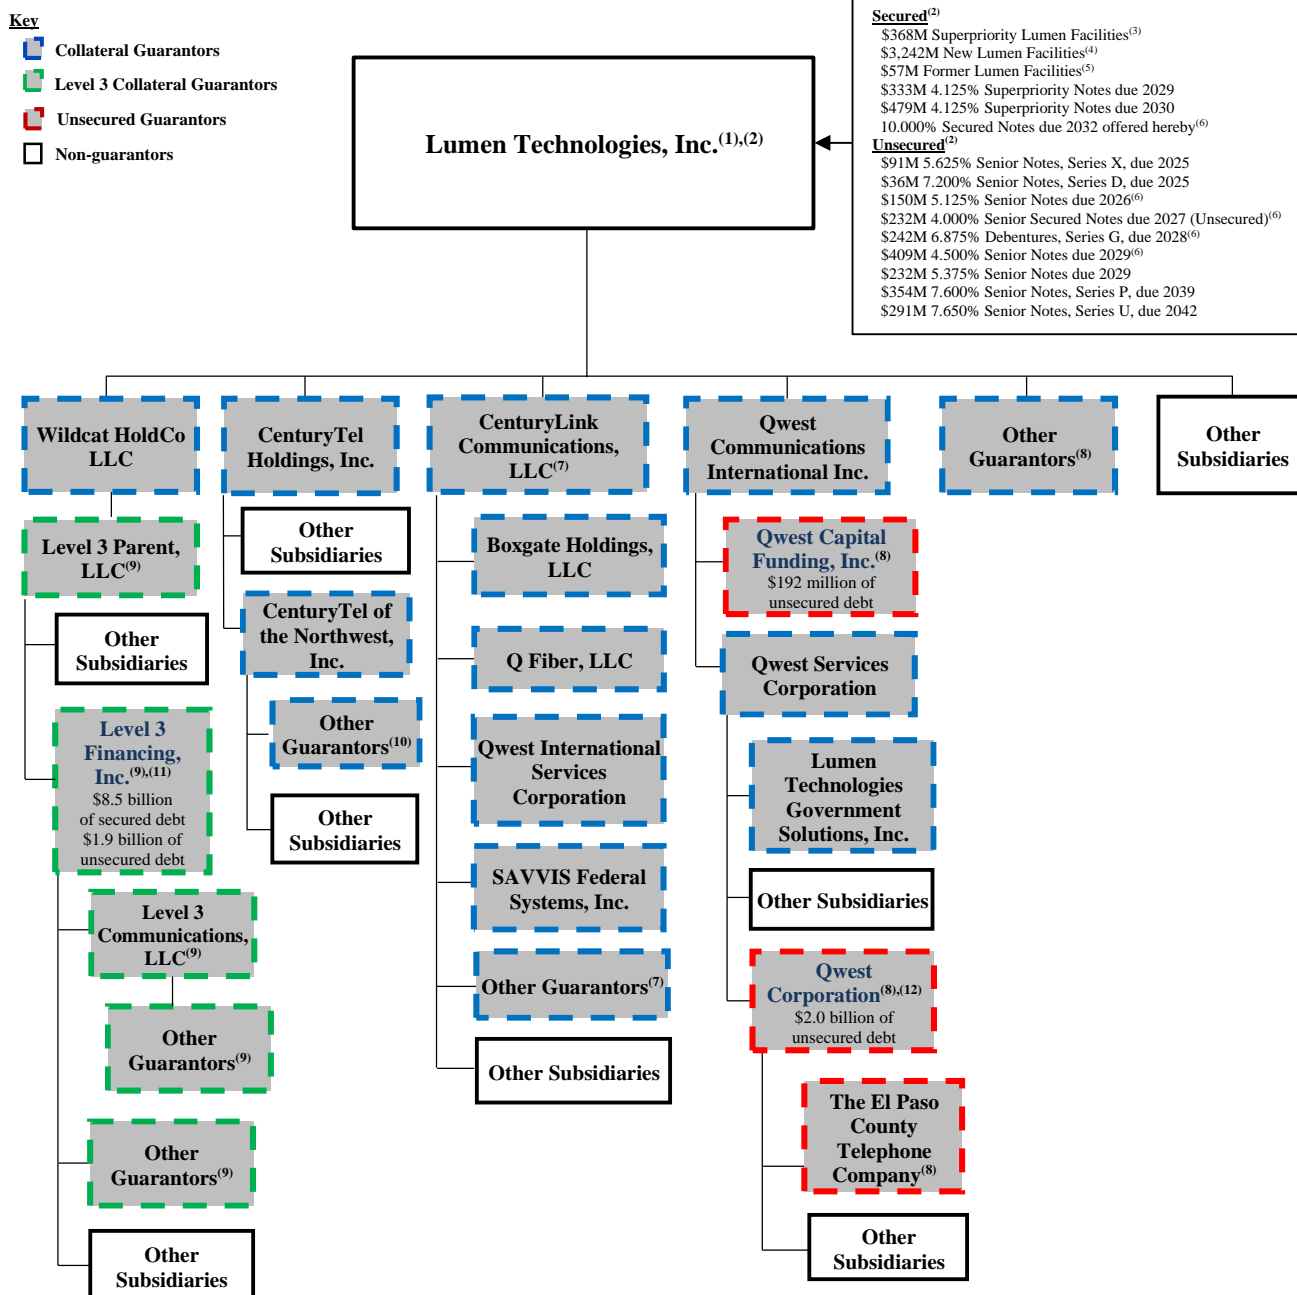 Key
Collateral Guarantors
Level 3 Collateral Guarantors
Unsecured Guarantors
Non-guarantors
Lumen Technologies, Inc.(1),(2)
Secured(2)
$368M Superpriority Lumen Facilities(3)
$3,242M New Lumen Facilities(4)
$57M Former Lumen Facilities(5)
$333M 4.125% Superpriority Notes due 2029
$479M 4.125% Superpriority Notes due 2030
10.000% Secured Notes due 2032 offered hereby(6)
Unsecured(2)
$91M 5.625% Senior Notes, Series X, due 2025
$36M 7.200% Senior Notes, Series D, due 2025
$150M 5.125% Senior Notes due 2026(6)
$232M 4.000% Senior Secured Notes due 2027 (Unsecured)(6)
$242M 6.875% Debentures, Series G, due 2028(6)
$409M 4.500% Senior Notes due 2029(6)
$232M 5.375% Senior Notes due 2029
$354M 7.600% Senior Notes, Series P, due 2039
$291M 7.650% Senior Notes, Series U, due 2042
Wildcat HoldCo
LLC
Level 3 Parent,
LLC(9)
Other
Subsidiaries
Level 3
Financing,
Inc.(9),(11)
$8.5 billion
of secured debt
$1.9 billion of
unsecured debt
Level 3
Communications,
LLC(9)
Other
Guarantors(9)
Other
Guarantors(9)
Other
Subsidiaries
CenturyTel
Holdings, Inc.
Other
Subsidiaries
CenturyTel of
the Northwest,
Inc.
Other
Guarantors(10)
Other
Subsidiaries
CenturyLink
Communications,
LLC(7)
Boxgate Holdings,
LLC
Q Fiber, LLC
Qwest International
Services
Corporation
SAVVIS Federal
Systems, Inc.
Other Guarantors(7)
Other Subsidiaries
Qwest
Communications
International Inc.
Qwest Capital
Funding, Inc.(8)
$192 million of
unsecured debt
Qwest Services
Corporation
Lumen
Technologies
Government
Solutions, Inc.
Other Subsidiaries
Qwest
Corporation(8),(12)
$2.0 billion of
unsecured debt
The El Paso
County
Telephone
Company(8)
Other
Subsidiaries
Other
Guarantors(8)
Other
Subsidiaries